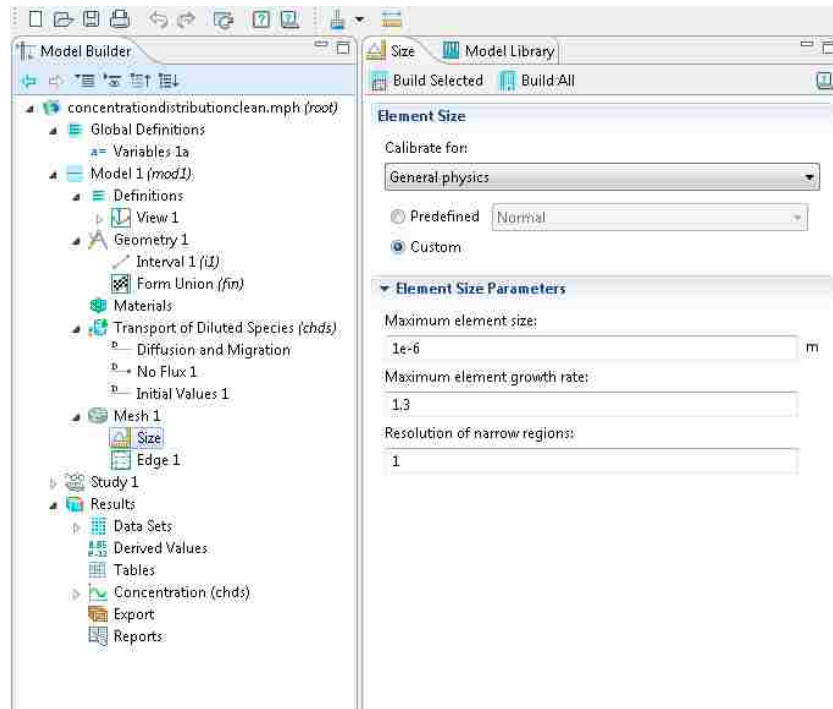 Model Builder
concentrationdistributionclean.mph (root)
Global Definitions
a= Variables 1a
Model 1 (mod1)
Definitions
View 1
Geometry 1
Interval 1 (i1)
Form Union (fin)
Materials
Transport of Diluted Species (chds)
Diffusion and Migration
No Flux 1
Initial Values 1
Mesh 1
Size
Edge 1
Study 1
Results
Data Sets
Derived Values
Tables
Concentration (chds)
Export
Reports
Size Model Library
Build Selected Build All
Element Size
Calibrate for:
General physics
Predefined Normal
Custom
Element Size Parameters
Maximum element size:
1e-6 m
Maximum element growth rate:
1.3
Resolution of narrow regions:
1